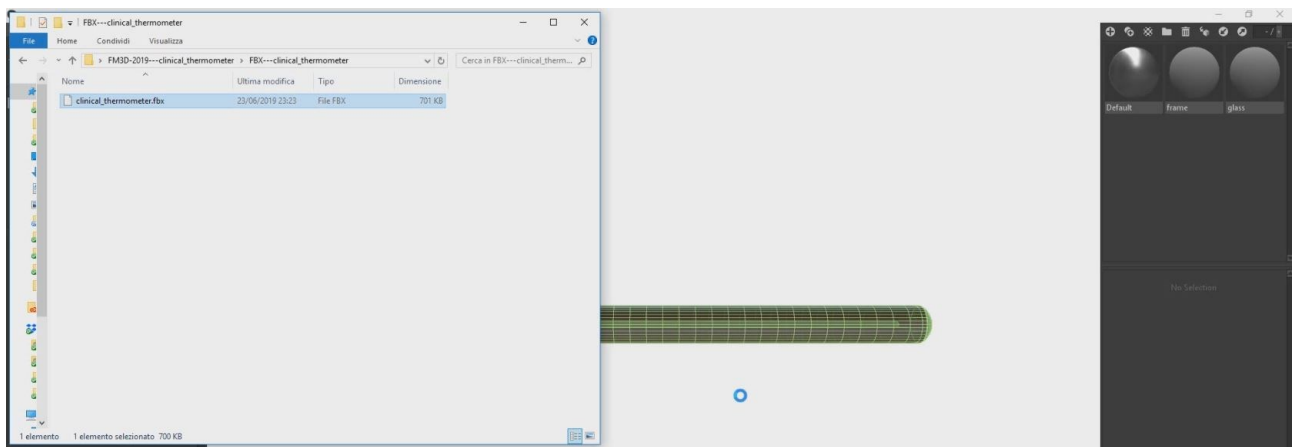 FBX---clinical_thermometer
File Home Condividi Visualizza
FM3D-2019---clinical_thermometer > FBX---clinical_thermometer
Cerca in FBX---clinical_therm...
Nome Ultima modifica Tipo Dimensione
clinical_thermometer.fbx 23/06/2019 23:23 File FBX 701 KB
Default frame glass
No Selection
1 elemento 1 elemento selezionato 700 KB